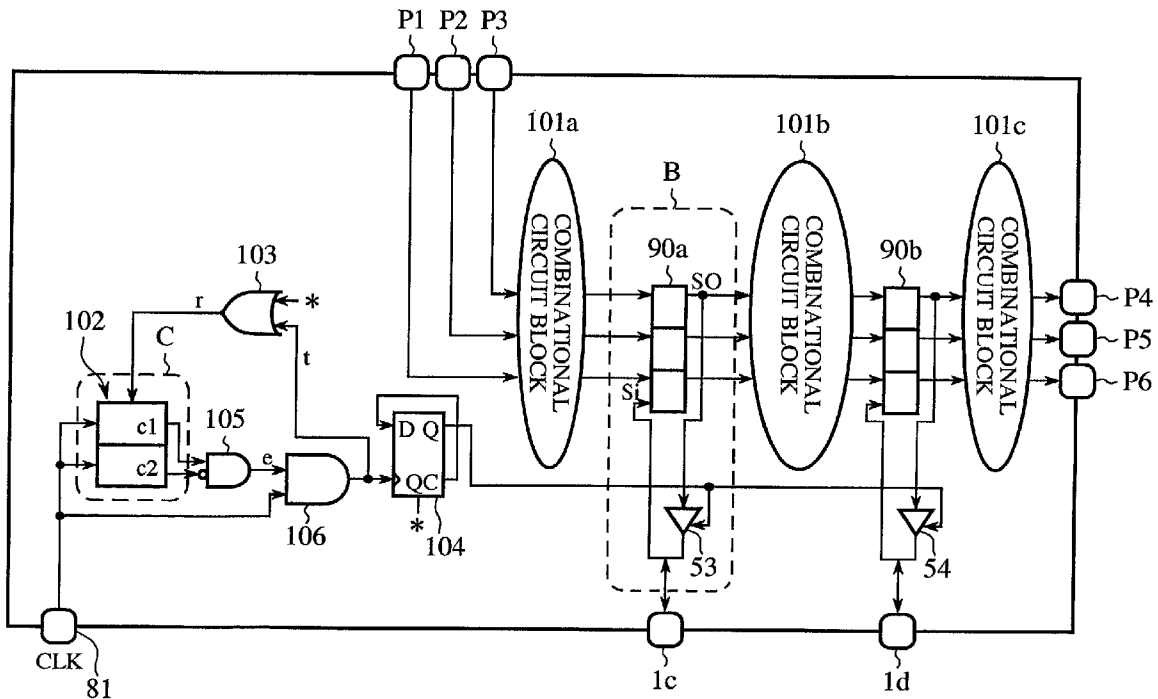 P1 P2 P3
101a 101b 101c
B
COMBINATIONAL
CIRCUIT BLOCK
COMBINATIONAL
CIRCUIT BLOCK
COMBINATIONAL
CIRCUIT BLOCK
90a 90b
103
SO
r *
P4
102 C
P5
t
Si
P6
c1 105
D Q
c2 e
QC
106 * 104
53 54
CLK
81 1c 1d